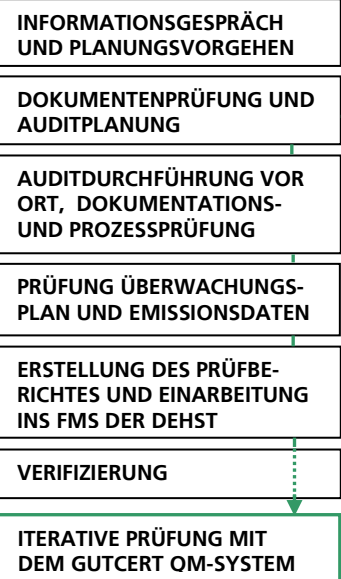 INFORMATIONSGESPRÄCH
UND PLANUNGSVORGEHEN
DOKUMENTENPRÜFUNG UND
AUDITPLANUNG
AUDITDURCHFÜHRUNG VOR
ORT, DOKUMENTATIONS-
UND PROZESSPRÜFUNG
PRÜFUNG ÜBERWACHUNGS-
PLAN UND EMISSIONSDATEN
ERSTELLUNG DES PRÜFBE-
RICHTES UND EINARBEITUNG
INS FMS DER DEHST
VERIFIZIERUNG
ITERATIVE PRÜFUNG MIT
DEM GUTCERT QM-SYSTEM